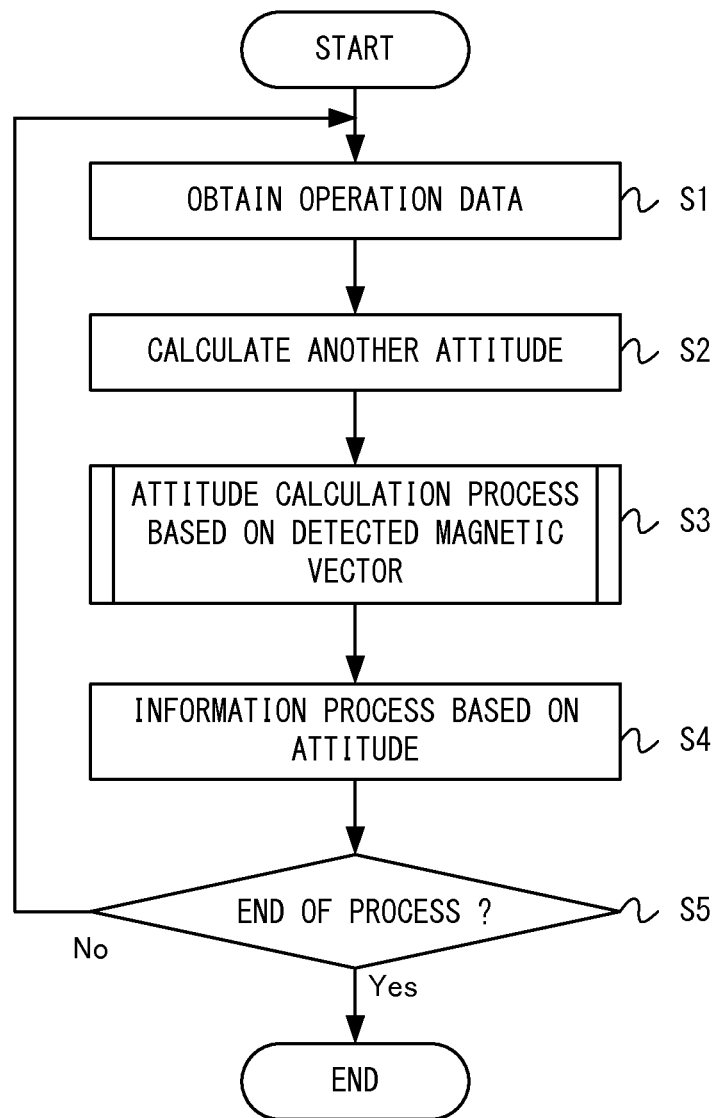 START
OBTAIN OPERATION DATA
S1
CALCULATE ANOTHER ATTITUDE
S2
ATTITUDE CALCULATION PROCESS
BASED ON DETECTED MAGNETIC
VECTOR
S3
INFORMATION PROCESS BASED ON
ATTITUDE
S4
END OF PROCESS ?
S5
No
Yes
END